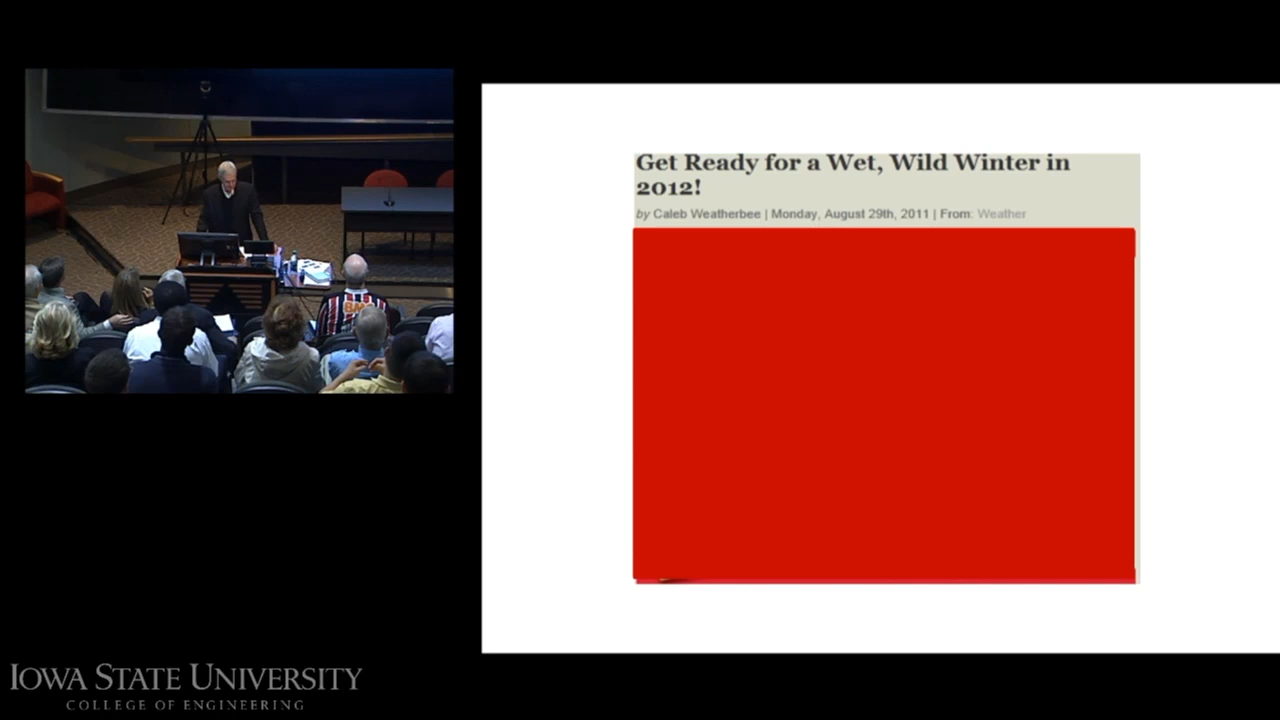 Get Ready for a Wet, Wild Winter in
2012!
by Caleb Weatherbee | Monday, August 29th, 2011 | From: Weather
BMC
IOWA STATE UNIVERSITY
COLLEGE OF ENGINEERING